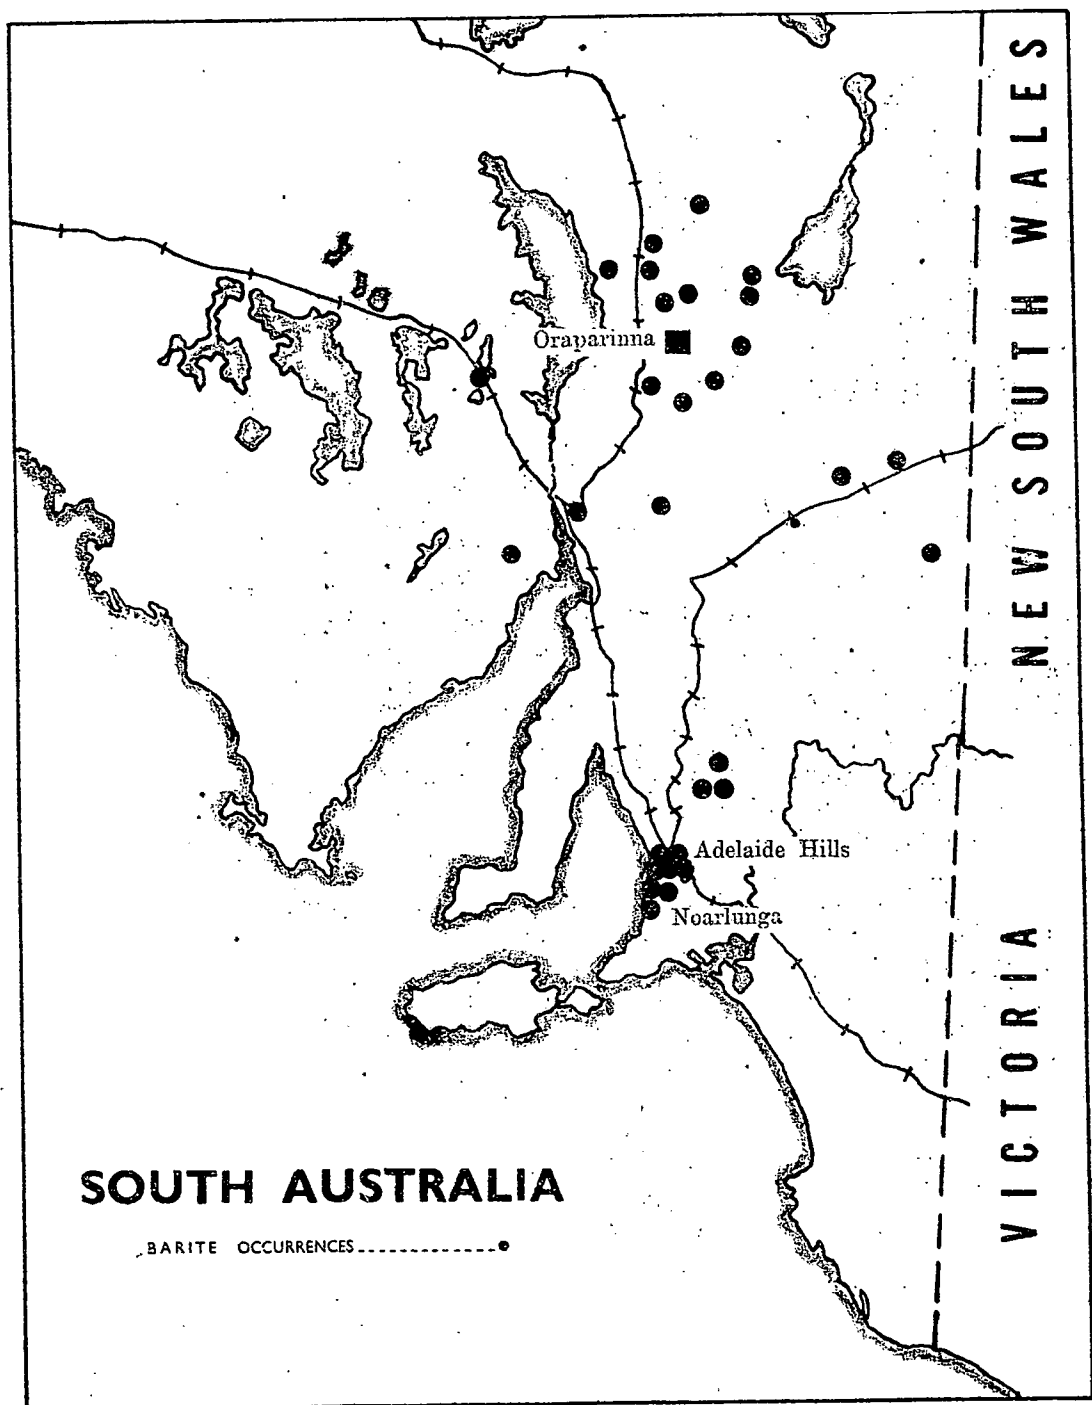 Oraparinna
NEW SOUTH WALES
Adelaide Hills
Noarlunga
VICTORIA
SOUTH AUSTRALIA
BARITE OCCURRENCES